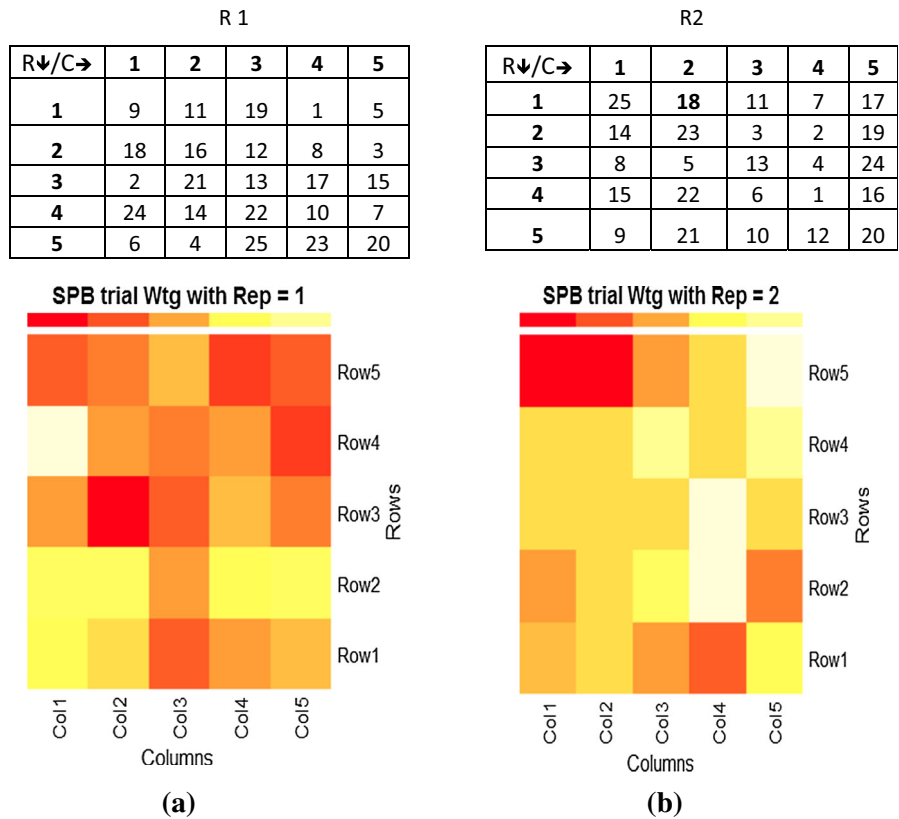 R 1
R↓/C→ 1 2 3 4 5
1 9 11 19 1 5
2 18 16 12 8 3
3 2 21 13 17 15
4 24 14 22 10 7
5 6 4 25 23 20
SPB trial Wtg with Rep = 1
Row5
Row4
Row3
Row2
Row1
Rows
Col1 Col2 Col3 Col4 Col5
Columns
(a)
R2
R↓/C→ 1 2 3 4 5
1 25 18 11 7 17
2 14 23 3 2 19
3 8 5 13 4 24
4 15 22 6 1 16
5 9 21 10 12 20
SPB trial Wtg with Rep = 2
Row5
Row4
Row3
Row2
Row1
Rows
Col1 Col2 Col3 Col4 Col5
Columns
(b)